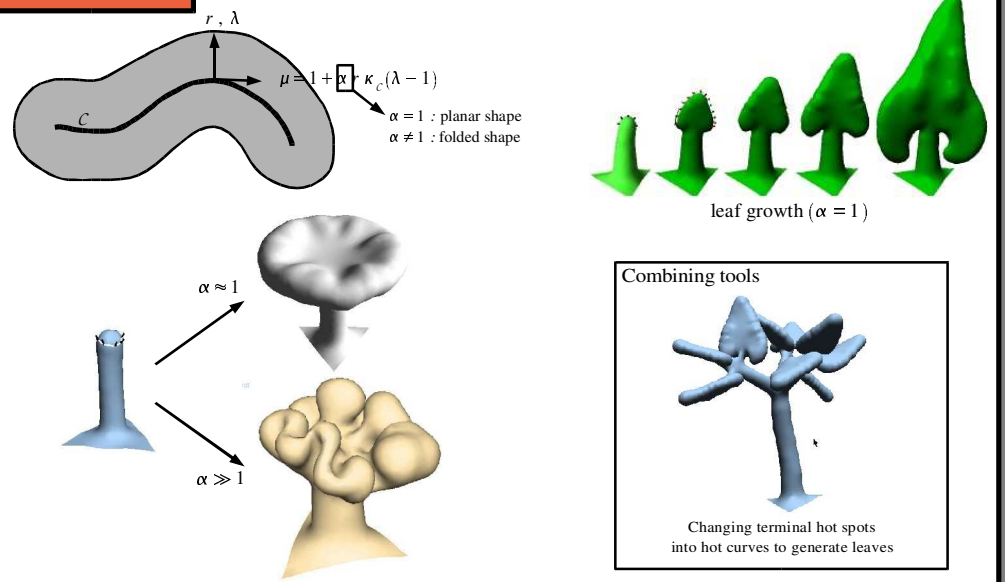 r , λ
μ = 1 + α r κ_C (λ − 1)
C
α = 1 : planar shape
α ≠ 1 : folded shape
leaf growth (α = 1)
α ≈ 1
α ≫ 1
Combining tools
Changing terminal hot spots
into hot curves to generate leaves